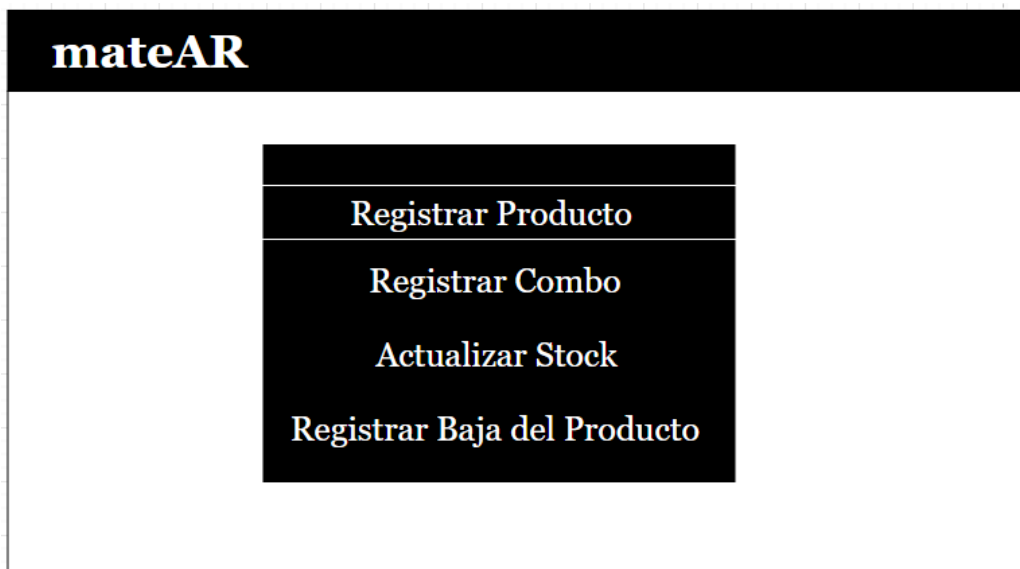 mateAR
Registrar Producto
Registrar Combo
Actualizar Stock
Registrar Baja del Producto